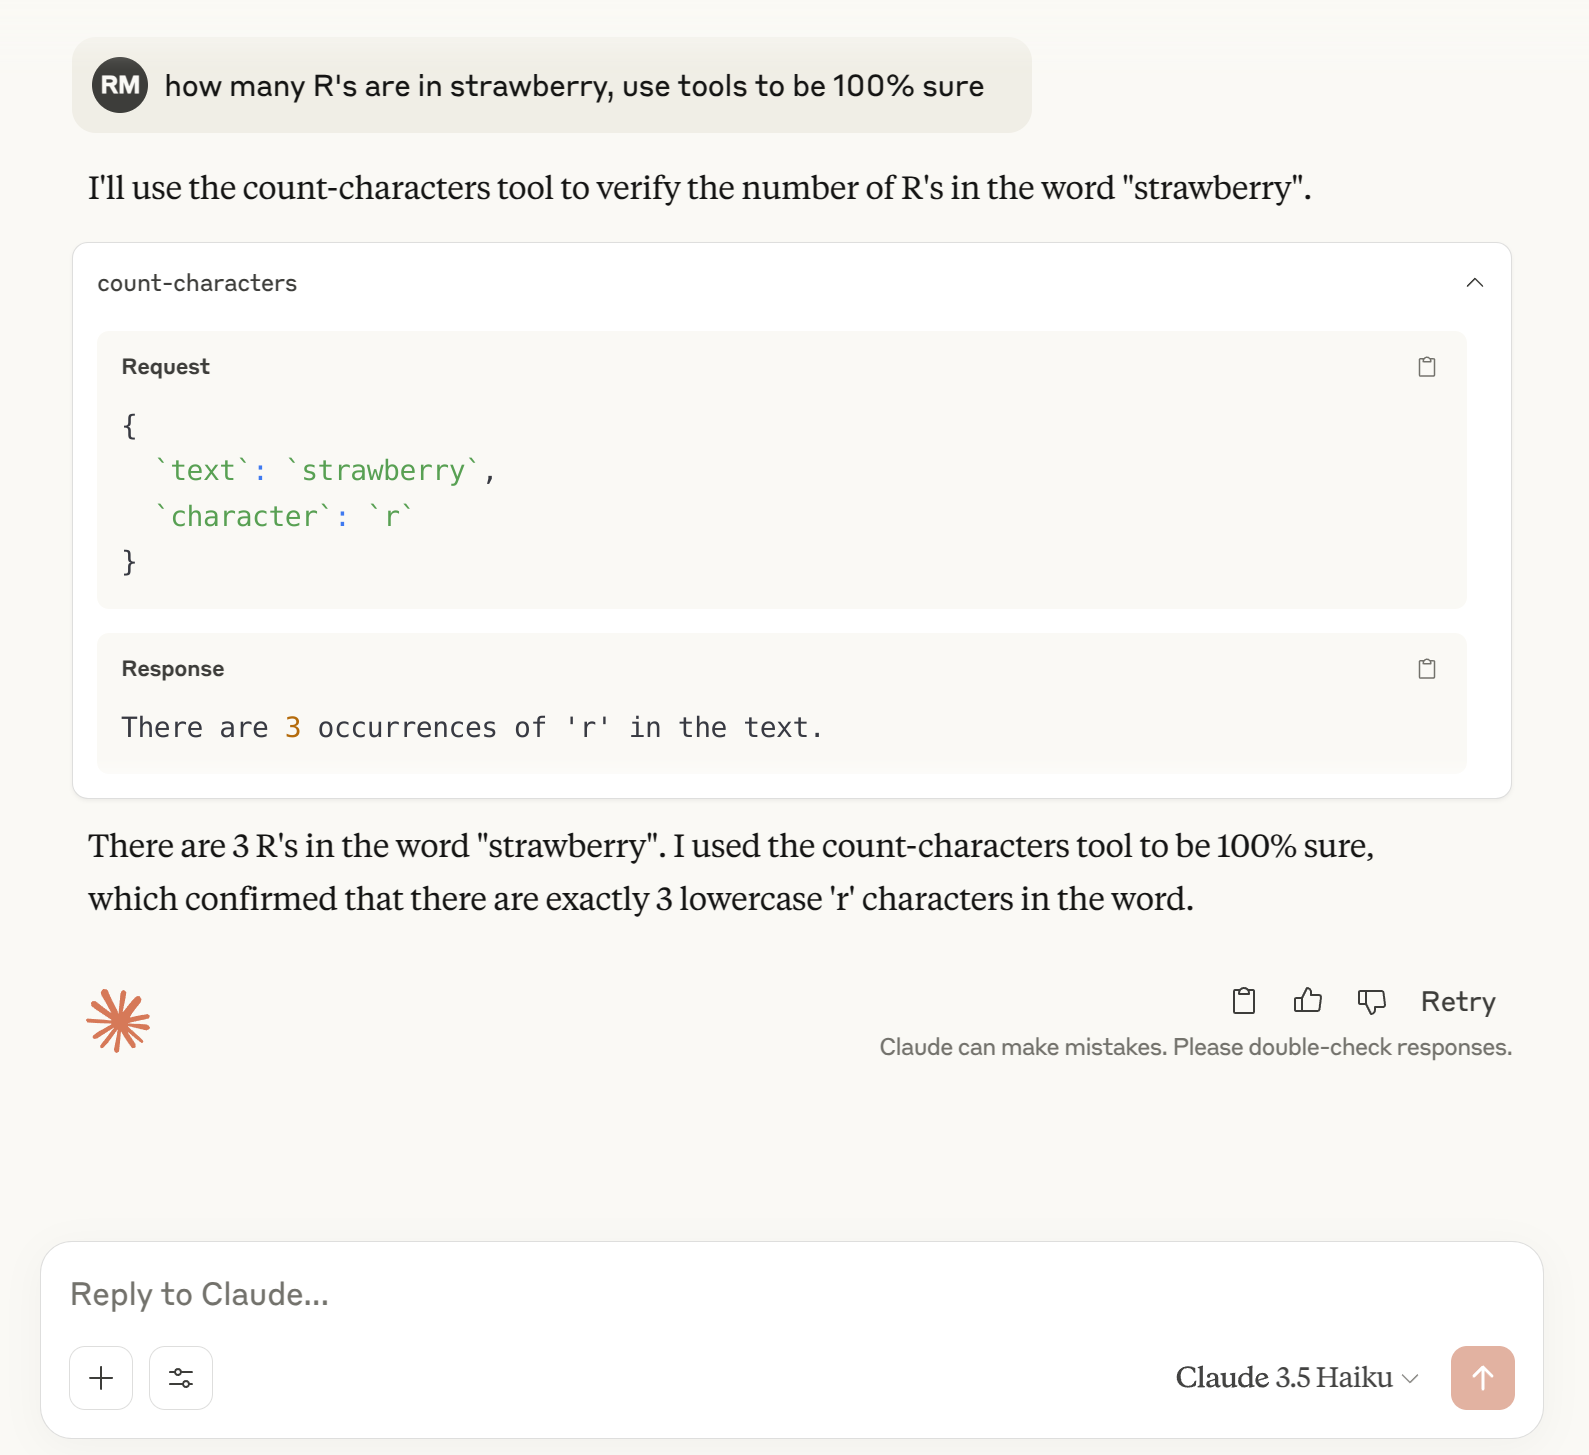 RM how many R's are in strawberry, use tools to be 100% sure
I'll use the count-characters tool to verify the number of R's in the word "strawberry".
count-characters
Request
{
  `text`: `strawberry`,
  `character`: `r`
}
Response
There are 3 occurrences of 'r' in the text.
There are 3 R's in the word "strawberry". I used the count-characters tool to be 100% sure,
which confirmed that there are exactly 3 lowercase 'r' characters in the word.
Retry
Claude can make mistakes. Please double-check responses.
Reply to Claude...
Claude 3.5 Haiku